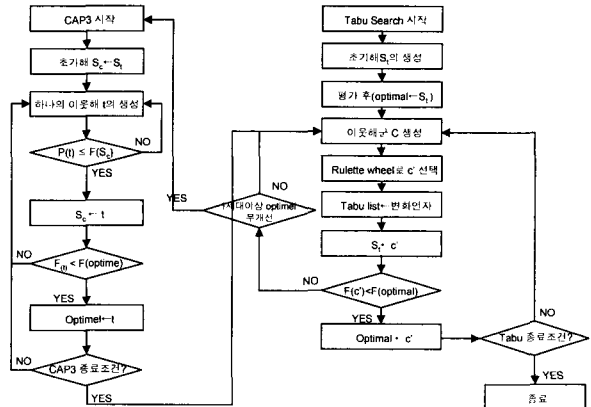 CAP3 시작
초기해 Sc←St
하나의 이웃해 t의 생성
NO
P(t) ≤ F(Sc)
YES
Sc ← t
NO
F(t) < F(optime)
YES
Optimel←t
NO
CAP3 종료조건?
YES
Tabu Search 시작
초기해St의 생성
평가 후(optimal←St)
이웃해군 C 생성
Rulette wheel로 c' 선택
Tabu list← 변화인자
St← c'
NO
YES
세대이상 optimel
무개선
NO
F(c')<F(optimal)
YES
Optimal ← c'
NO
Tabu 종료조건?
YES
종료